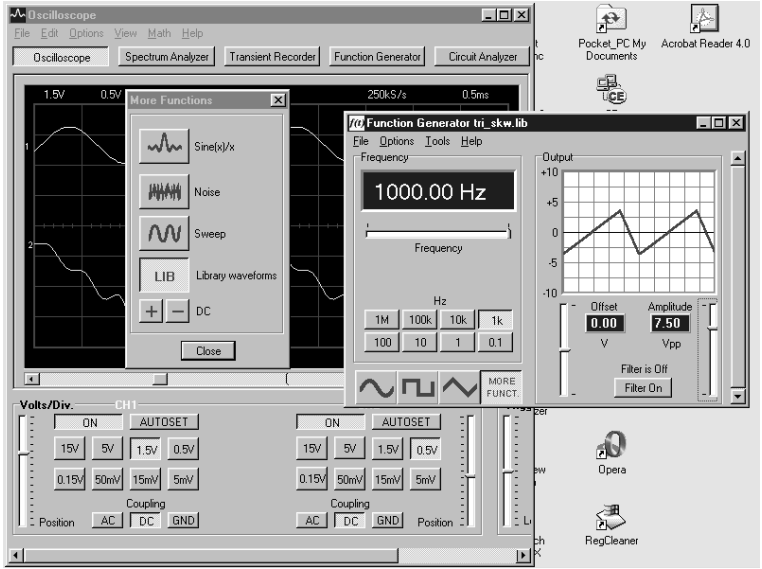 Oscilloscope
File Edit Options View Math Help
Oscilloscope Spectrum Analyzer Transient Recorder Function Generator Circuit Analyzer
1.5V 0.5V 250kS/s 0.5ms
1
2
More Functions
Sine(x)/x
Noise
Sweep
LIB Library waveforms
+ − DC
Close
f(t) Function Generator tri_skw.lib
File Options Tools Help
Frequency
1000.00 Hz
Frequency
Hz
1M 100k 10k 1k
100 10 1 0.1
MORE
FUNCT.
Output
+10
+5
0
-5
-10
Offset Amplitude
0.00 7.50
V Vpp
Filter is Off
Filter On
Volts/Div. CH1
ON AUTOSET
15V 5V 1.5V 0.5V
0.15V 50mV 15mV 5mV
Coupling
Position AC DC GND
ON AUTOSET
15V 5V 1.5V 0.5V
0.15V 50mV 15mV 5mV
Coupling
AC DC GND Position
Pocket_PC My
Documents
Acrobat Reader 4.0
CE
Opera
RegCleaner